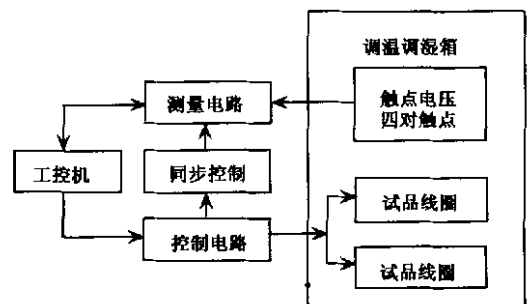 调温调湿箱
测量电路
触点电压
四对触点
工控机
同步控制
试品线圈
控制电路
试品线圈